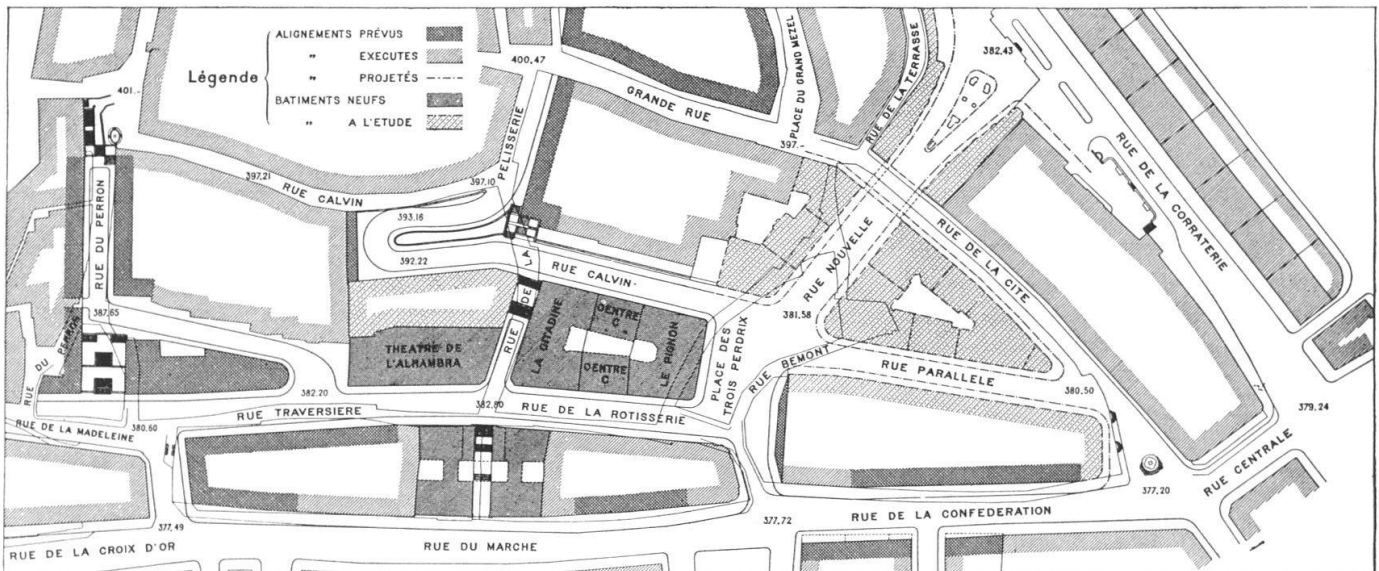 Légende
ALIGNEMENTS PRÉVUS
" EXECUTES
" PROJETÉS
BATIMENTS NEUFS
" A L'ETUDE
400,47
382,43
401.-
GRANDE RUE
PLACE DU GRAND MEZEL
RUE DE LA TERRASSE
G D
397.-
RUE DE LA CORRATERIE
397,21
RUE CALVIN
397,10
PELISSERIE
RUE DU PERRON
393,16
392,22
RUE DE LA
RUE CALVIN
RUE NOUVELLE
RUE DE LA CITE
387,65
381,58
THEATRE DE
L'ALHAMBRA
LA CITADINE
CENTRE
C
CENTRE
C
LE PIGNON
PLACE DES
TROIS PERDRIX
RUE BEMONT
RUE PARALLELE
380,50
379,24
RUE DU PERRON
382,20
382,80
RUE TRAVERSIERE
RUE DE LA ROTISSERIE
RUE DE LA MADELEINE
380,60
RUE CENTRALE
377,20
377,49
377,72
RUE DE LA CONFEDERATION
RUE DE LA CROIX D'OR
RUE DU MARCHE